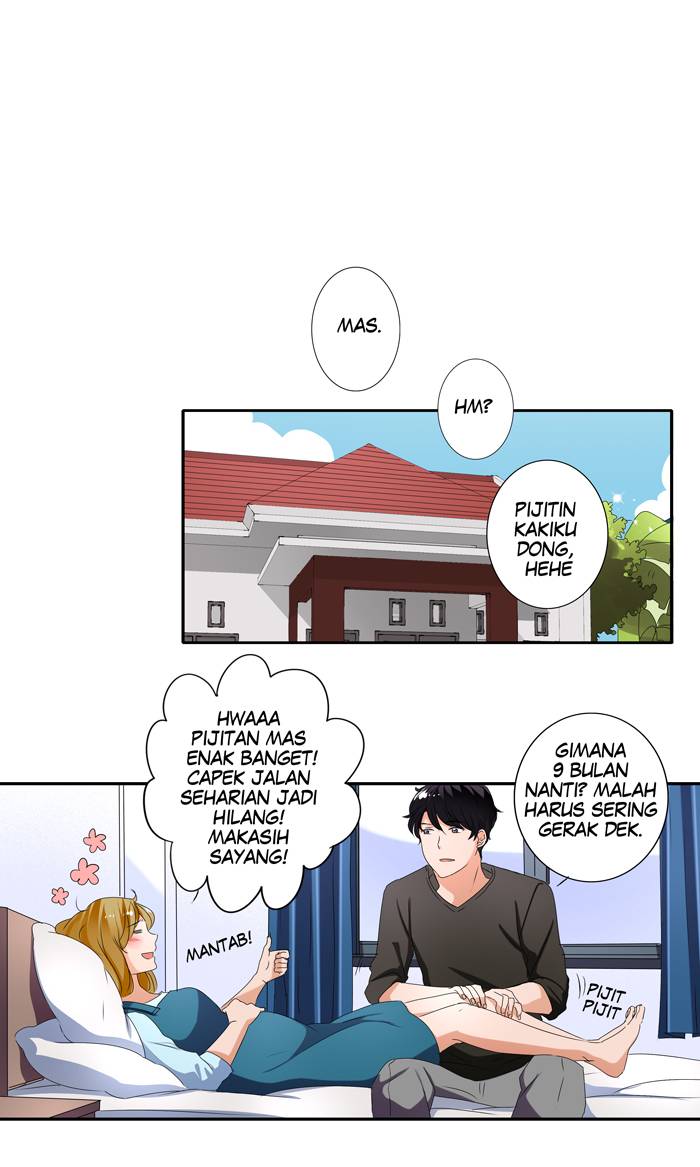 MAS.
HM?
PIJITIN
KAKIKU
DONG,
HEHE
HWAAA
PIJITAN MAS
ENAK BANGET!
CAPEK JALAN
SEHARIAN JADI
HILANG!
MAKASIH
SAYANG!
GIMANA
9 BULAN
NANTI? MALAH
HARUS SERING
GERAK DEK.
MANTAB!
PIJIT
PIJIT